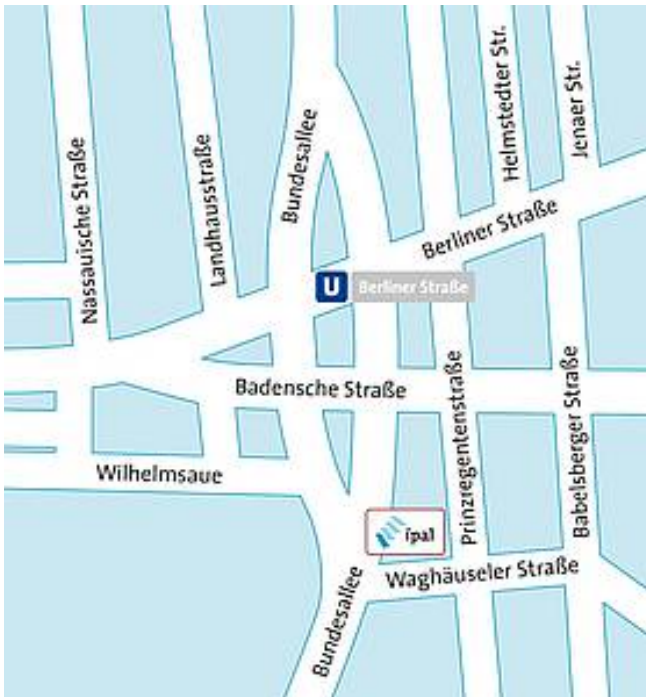 Helmstedter Str.
Jenaer Str.
Bundesallee
Nassauische Straße
Landhausstraße
Berliner Straße
U
Berliner Straße
Badensche Straße
Prinzregentenstraße
Babelsberger Straße
Wilhelmsaue
ipal
Waghäuseler Straße
Bundesallee